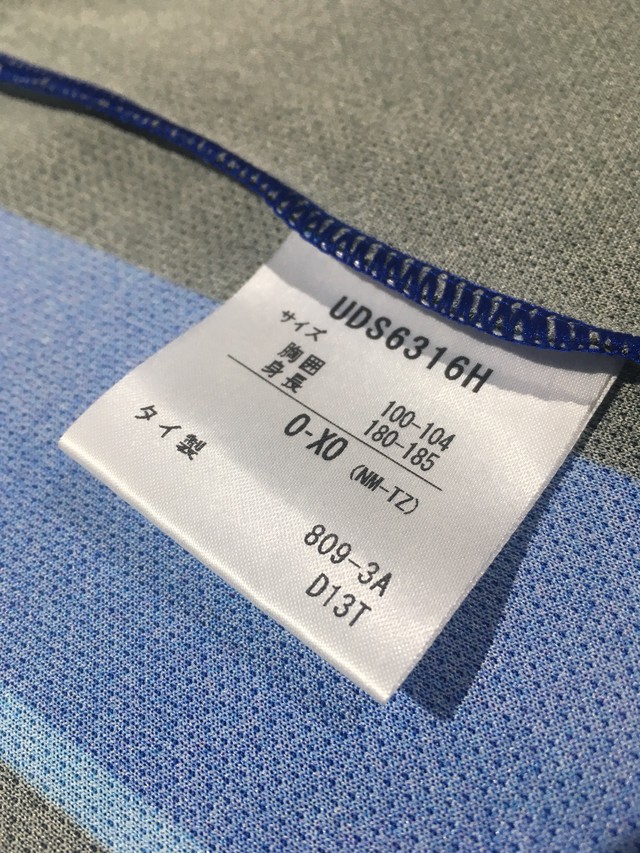 UDS6316H
サイズ
胸囲 100-104
身長 180-185
O-XO (NM-TZ)
タイ製
809-3A
D13T